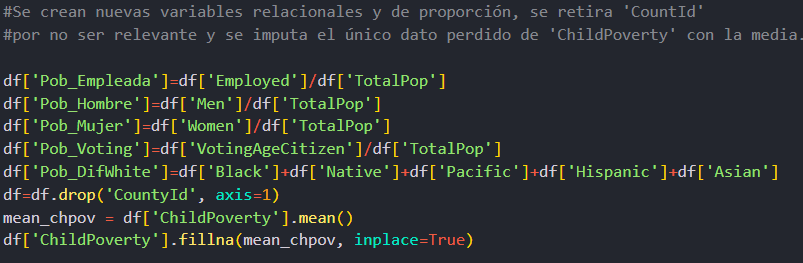 #Se crean nuevas variables relacionales y de proporción, se retira 'CountId'
#por no ser relevante y se imputa el único dato perdido de 'ChildPoverty' con la media.
df['Pob_Empleada']=df['Employed']/df['TotalPop']
df['Pob_Hombre']=df['Men']/df['TotalPop']
df['Pob_Mujer']=df['Women']/df['TotalPop']
df['Pob_Voting']=df['VotingAgeCitizen']/df['TotalPop']
df['Pob_DifWhite']=df['Black']+df['Native']+df['Pacific']+df['Hispanic']+df['Asian']
df=df.drop('CountyId', axis=1)
mean_chpov = df['ChildPoverty'].mean()
df['ChildPoverty'].fillna(mean_chpov, inplace=True)